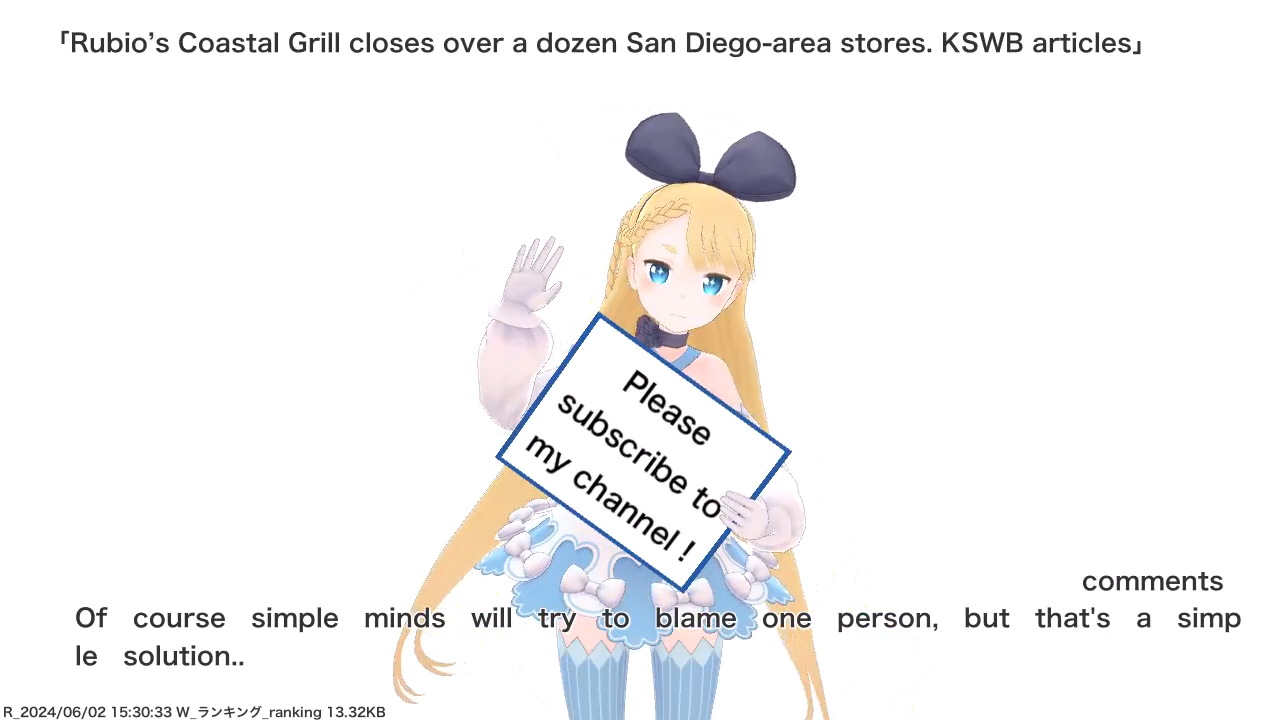 「Rubio’s Coastal Grill closes over a dozen San Diego-area stores. KSWB articles」
Please
subscribe to
my channel !
comments
Of course simple minds will try to blame one person, but that's a simp
le solution..
R_2024/06/02 15:30:33 W_ランキング_ranking 13.32KB